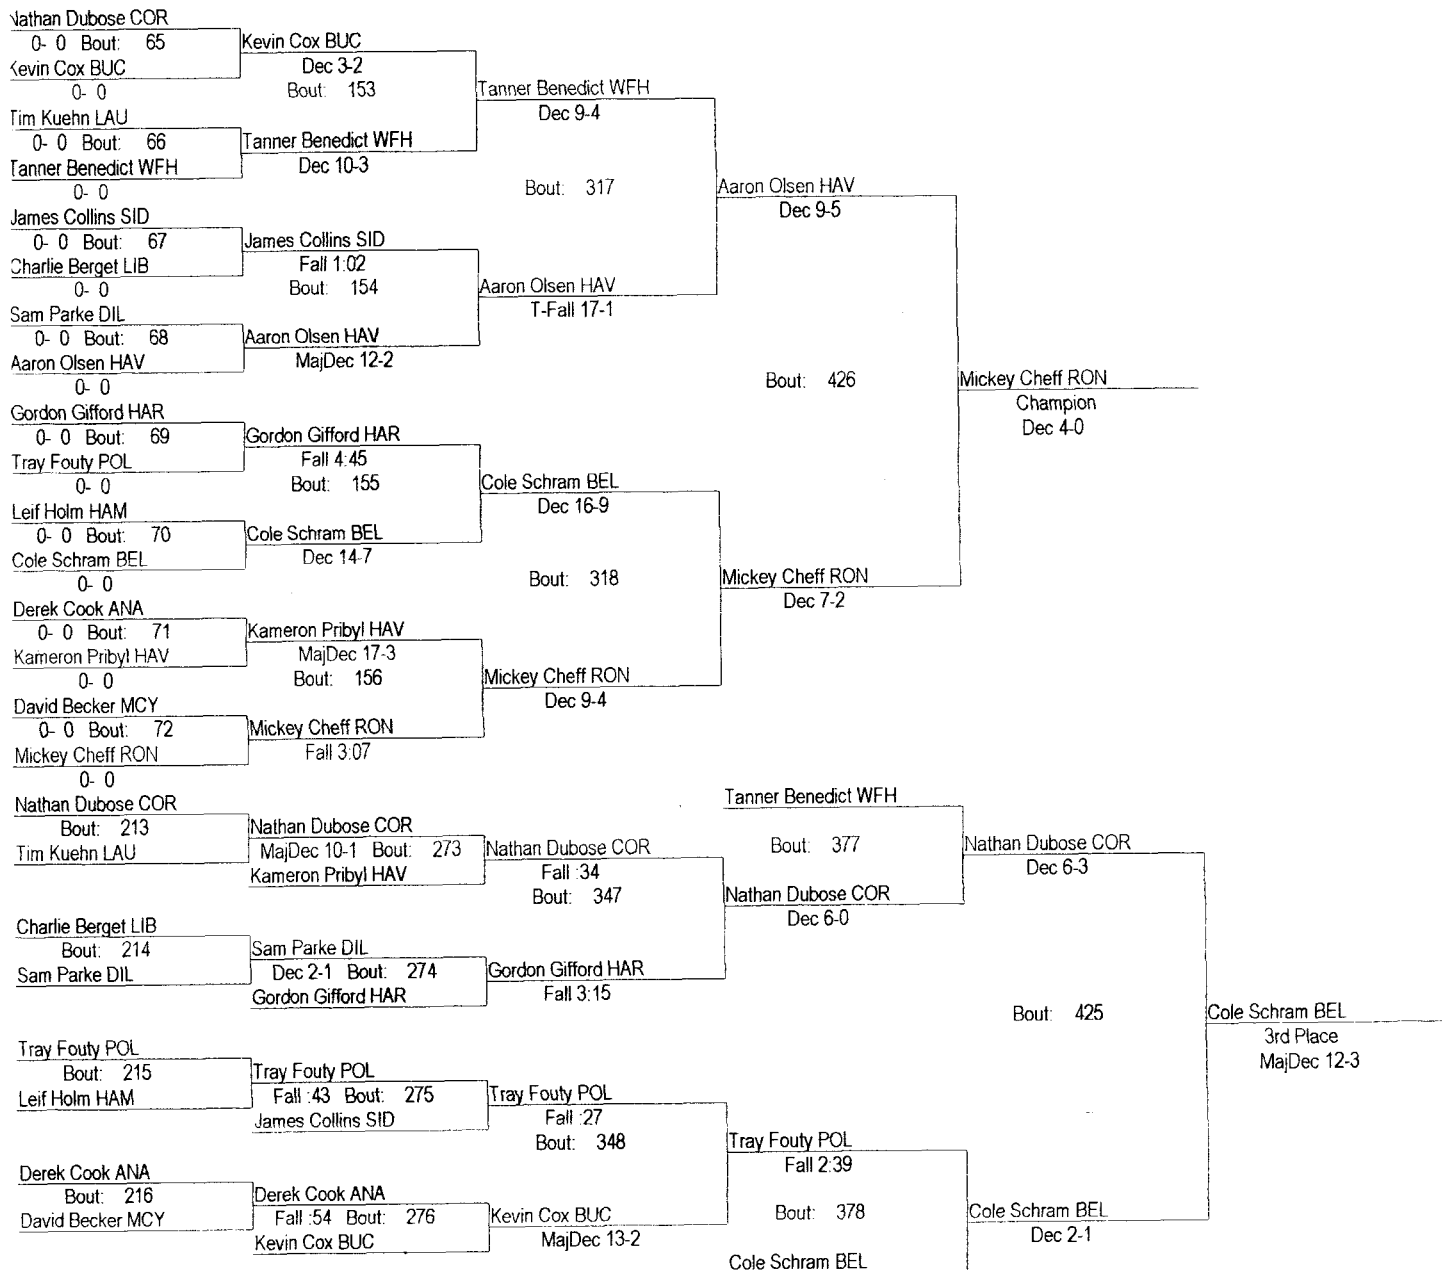 Nathan Dubose COR
0- 0 Bout: 65
Kevin Cox BUC
0- 0
Tim Kuehn LAU
0- 0 Bout: 66
Tanner Benedict WFH
0- 0
James Collins SID
0- 0 Bout: 67
Charlie Berget LIB
0- 0
Sam Parke DIL
0- 0 Bout: 68
Aaron Olsen HAV
0- 0
Gordon Gifford HAR
0- 0 Bout: 69
Tray Fouty POL
0- 0
Leif Holm HAM
0- 0 Bout: 70
Cole Schram BEL
0- 0
Derek Cook ANA
0- 0 Bout: 71
Kameron Pribyl HAV
0- 0
David Becker MCY
0- 0 Bout: 72
Mickey Cheff RON
0- 0
Kevin Cox BUC
Dec 3-2
Bout: 153
Tanner Benedict WFH
Dec 10-3
James Collins SID
Fall 1:02
Bout: 154
Aaron Olsen HAV
MajDec 12-2
Gordon Gifford HAR
Fall 4:45
Bout: 155
Cole Schram BEL
Dec 14-7
Kameron Pribyl HAV
MajDec 17-3
Bout: 156
Mickey Cheff RON
Fall 3:07
Tanner Benedict WFH
Dec 9-4
Bout: 317
Aaron Olsen HAV
T-Fall 17-1
Cole Schram BEL
Dec 16-9
Bout: 318
Mickey Cheff RON
Dec 9-4
Aaron Olsen HAV
Dec 9-5
Bout: 426
Mickey Cheff RON
Dec 7-2
Mickey Cheff RON
Champion
Dec 4-0
Nathan Dubose COR
Bout: 213
Tim Kuehn LAU
Charlie Berget LIB
Bout: 214
Sam Parke DIL
Tray Fouty POL
Bout: 215
Leif Holm HAM
Derek Cook ANA
Bout: 216
David Becker MCY
Nathan Dubose COR
MajDec 10-1 Bout: 273
Kameron Pribyl HAV
Sam Parke DIL
Dec 2-1 Bout: 274
Gordon Gifford HAR
Tray Fouty POL
Fall :43 Bout: 275
James Collins SID
Derek Cook ANA
Fall :54 Bout: 276
Kevin Cox BUC
Nathan Dubose COR
Fall :34
Bout: 347
Gordon Gifford HAR
Fall 3:15
Tray Fouty POL
Fall :27
Bout: 348
Kevin Cox BUC
MajDec 13-2
Tanner Benedict WFH
Bout: 377
Nathan Dubose COR
Dec 6-0
Tray Fouty POL
Fall 2:39
Bout: 378
Cole Schram BEL
Nathan Dubose COR
Dec 6-3
Bout: 425
Cole Schram BEL
Dec 2-1
Cole Schram BEL
3rd Place
MajDec 12-3